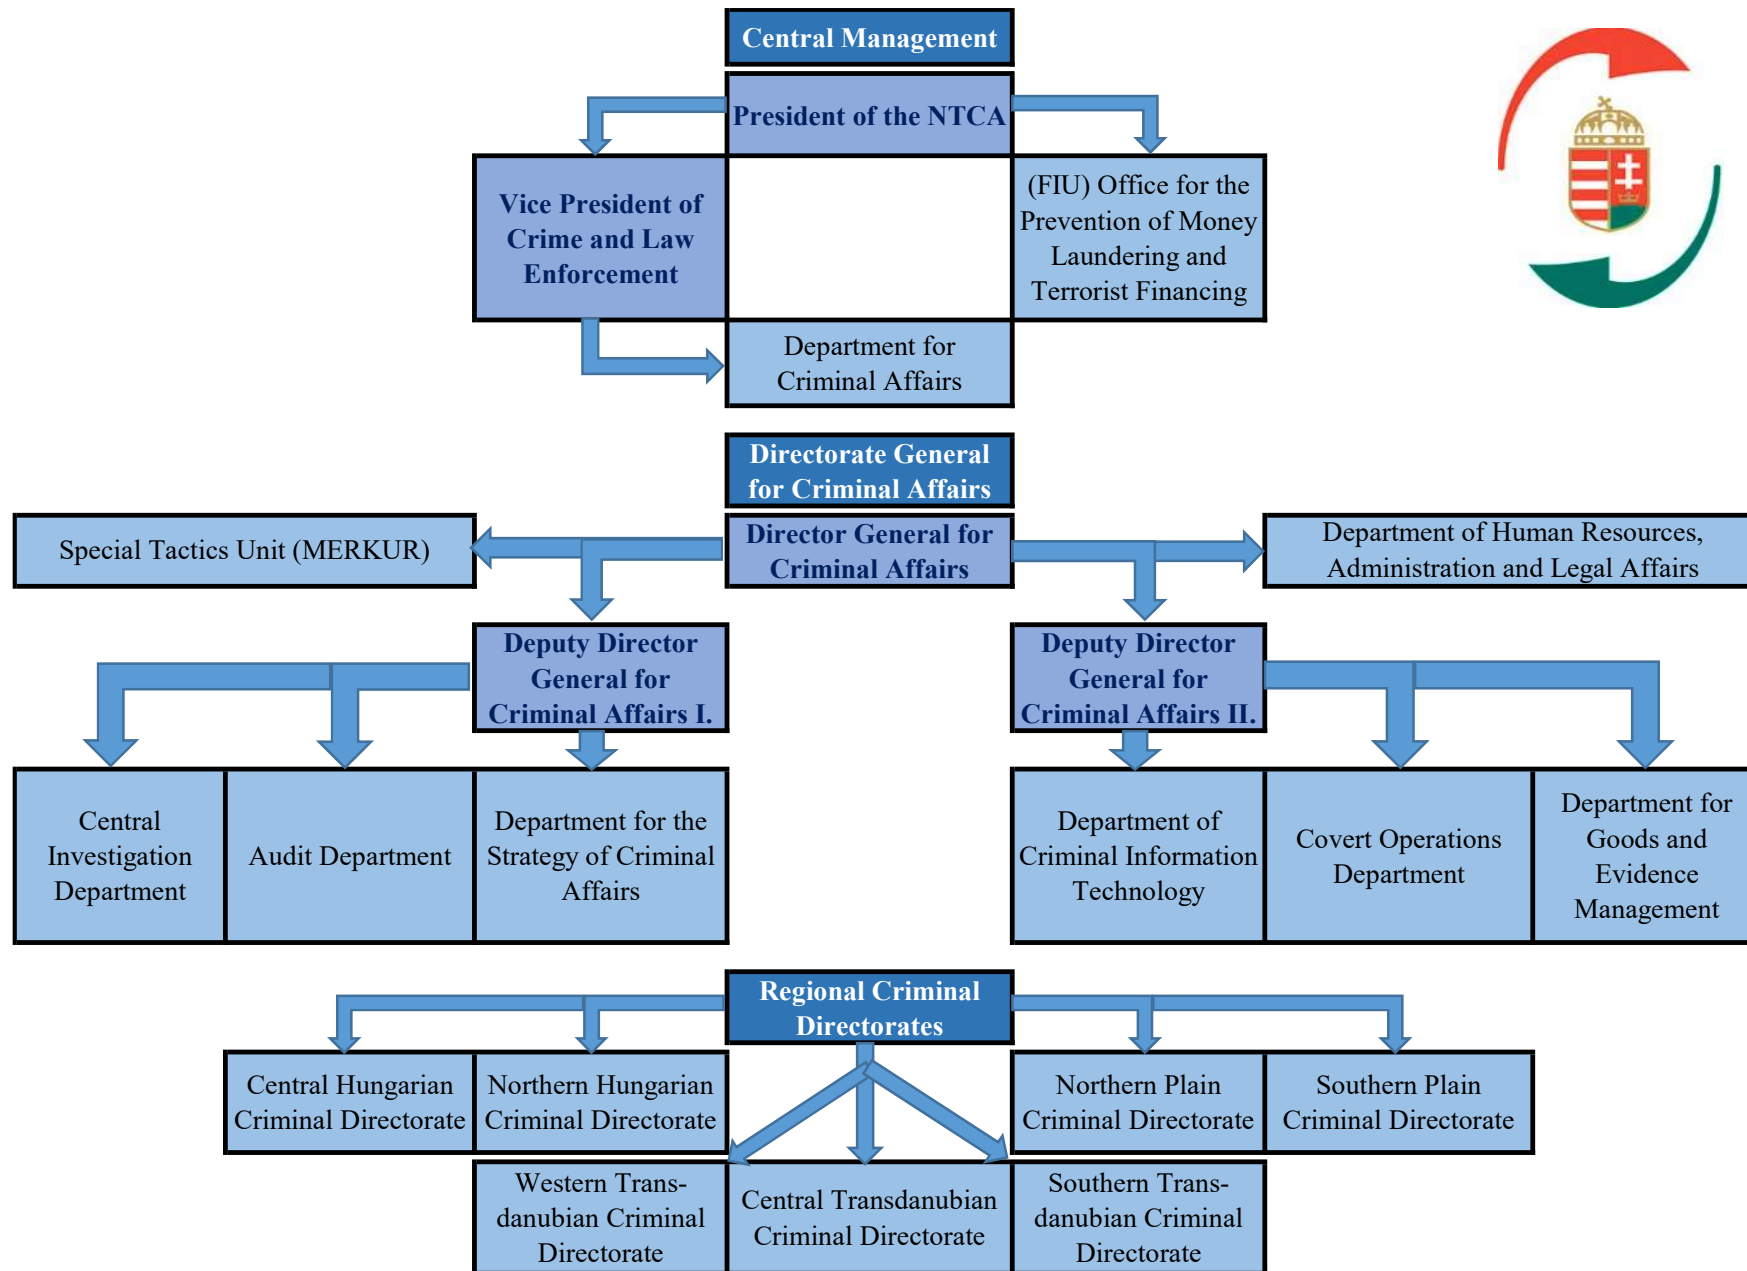 Central Management
President of the NTCA
Vice President of
Crime and Law
Enforcement
(FIU) Office for the
Prevention of Money
Laundering and
Terrorist Financing
Department for
Criminal Affairs
Directorate General
for Criminal Affairs
Special Tactics Unit (MERKUR)
Director General for
Criminal Affairs
Department of Human Resources,
Administration and Legal Affairs
Deputy Director
General for
Criminal Affairs I.
Deputy Director
General for
Criminal Affairs II.
Central
Investigation
Department
Audit Department
Department for the
Strategy of Criminal
Affairs
Department of
Criminal Information
Technology
Covert Operations
Department
Department for
Goods and
Evidence
Management
Regional Criminal
Directorates
Central Hungarian
Criminal Directorate
Northern Hungarian
Criminal Directorate
Northern Plain
Criminal Directorate
Southern Plain
Criminal Directorate
Western Trans-
danubian Criminal
Directorate
Central Transdanubian
Criminal Directorate
Southern Trans-
danubian Criminal
Directorate